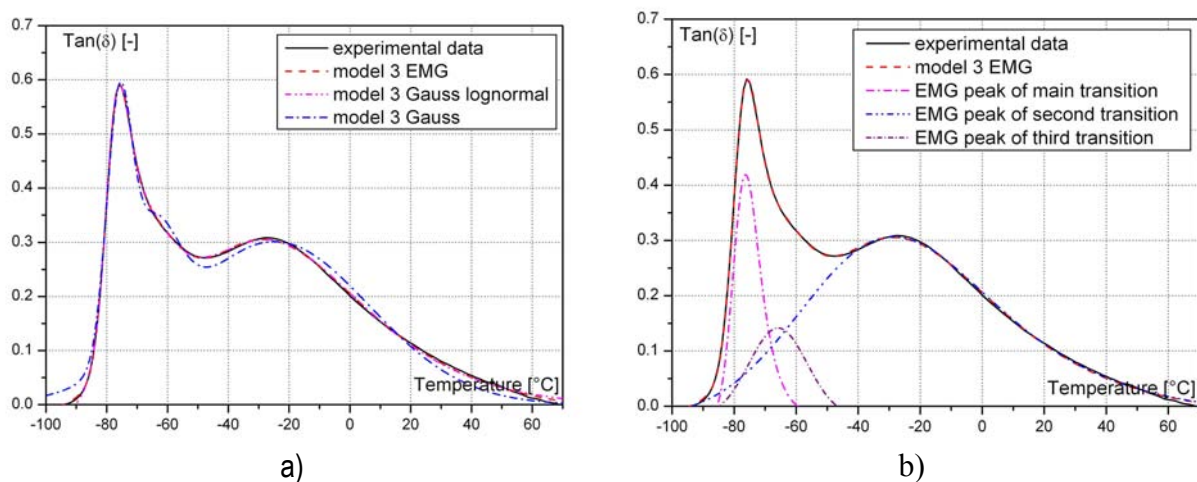 Tan(δ) [-]
experimental data
model 3 EMG
model 3 Gauss lognormal
model 3 Gauss
0.7
0.6
0.5
0.4
0.3
0.2
0.1
0.0
Temperature [°C]
-100 -80 -60 -40 -20 0 20 40 60
a)
Tan(δ) [-]
experimental data
model 3 EMG
EMG peak of main transition
EMG peak of second transition
EMG peak of third transition
0.7
0.6
0.5
0.4
0.3
0.2
0.1
0.0
Temperature [°C]
-100 -80 -60 -40 -20 0 20 40 60
b)